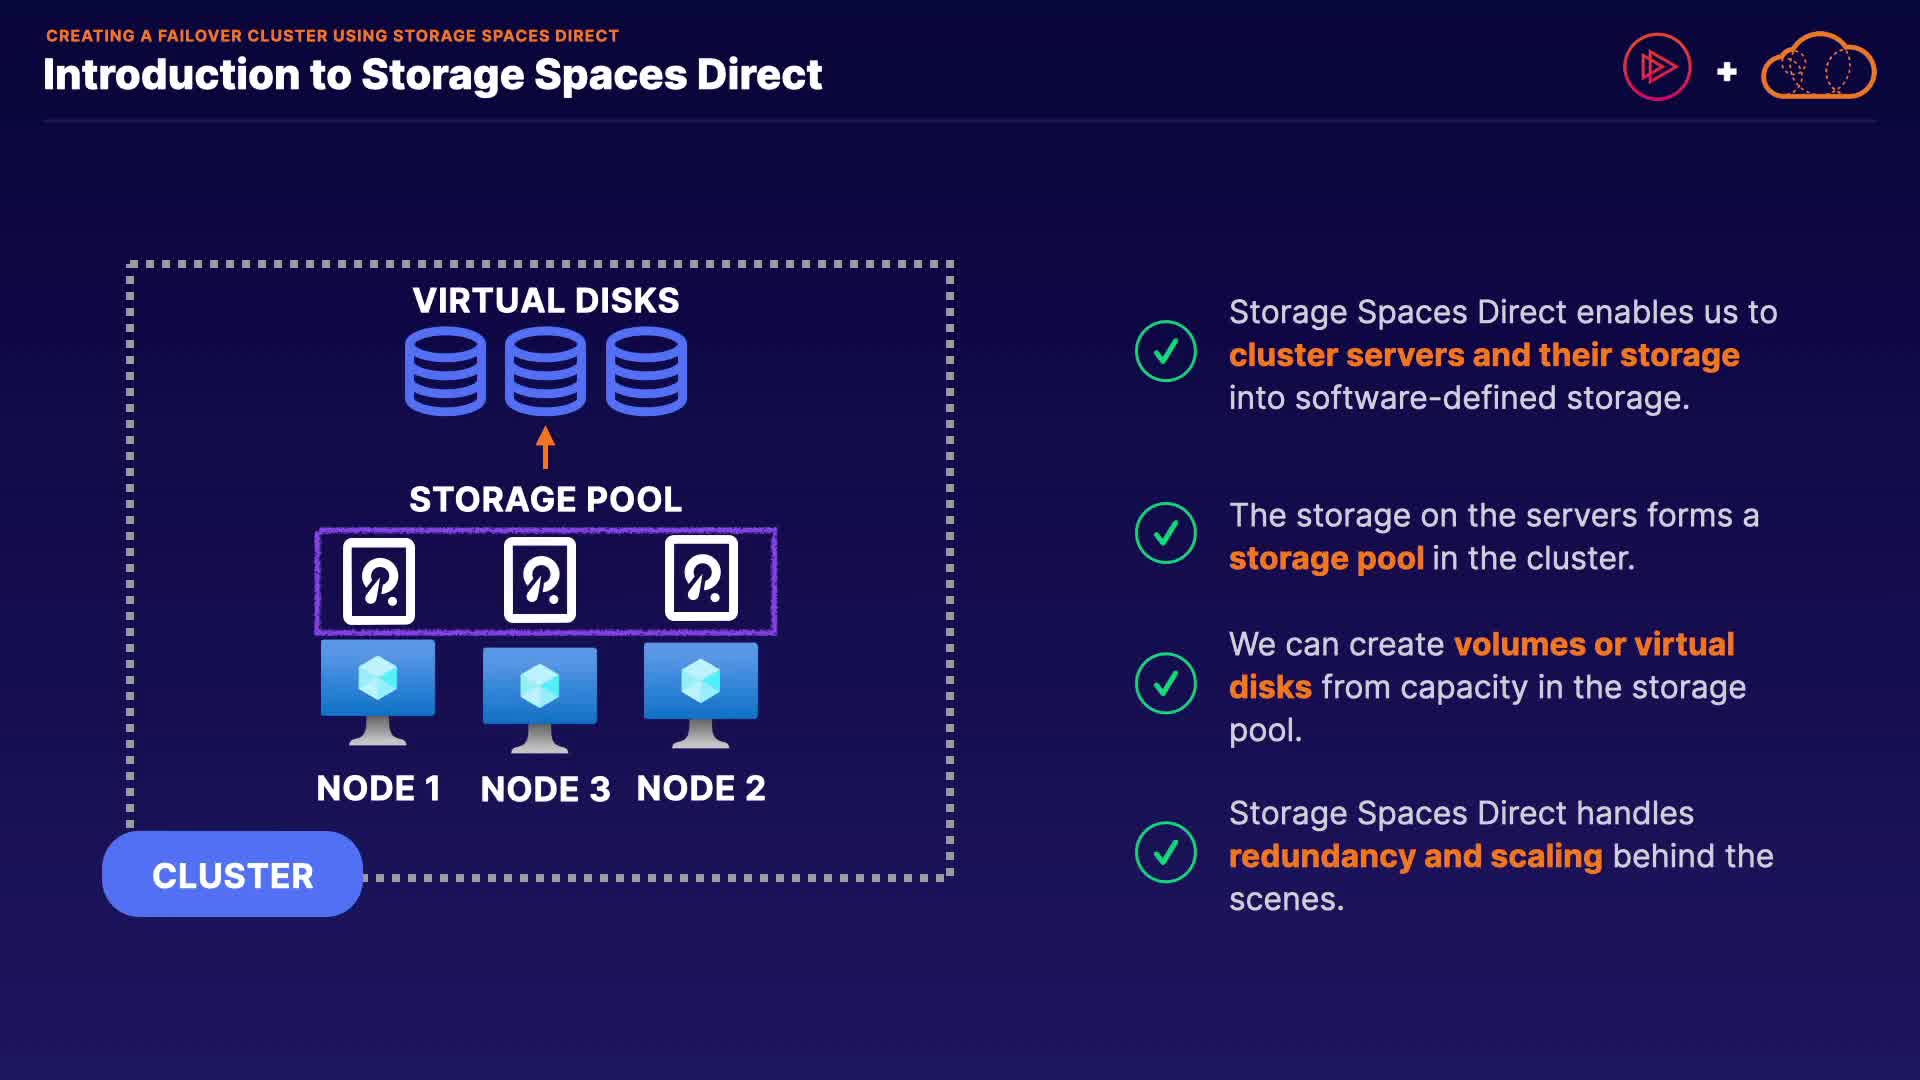 CREATING A FAILOVER CLUSTER USING STORAGE SPACES DIRECT
Introduction to Storage Spaces Direct
VIRTUAL DISKS
STORAGE POOL
NODE 1
NODE 3
NODE 2
CLUSTER
Storage Spaces Direct enables us to
cluster servers and their storage
into software-defined storage.
The storage on the servers forms a
storage pool in the cluster.
We can create volumes or virtual
disks from capacity in the storage
pool.
Storage Spaces Direct handles
redundancy and scaling behind the
scenes.